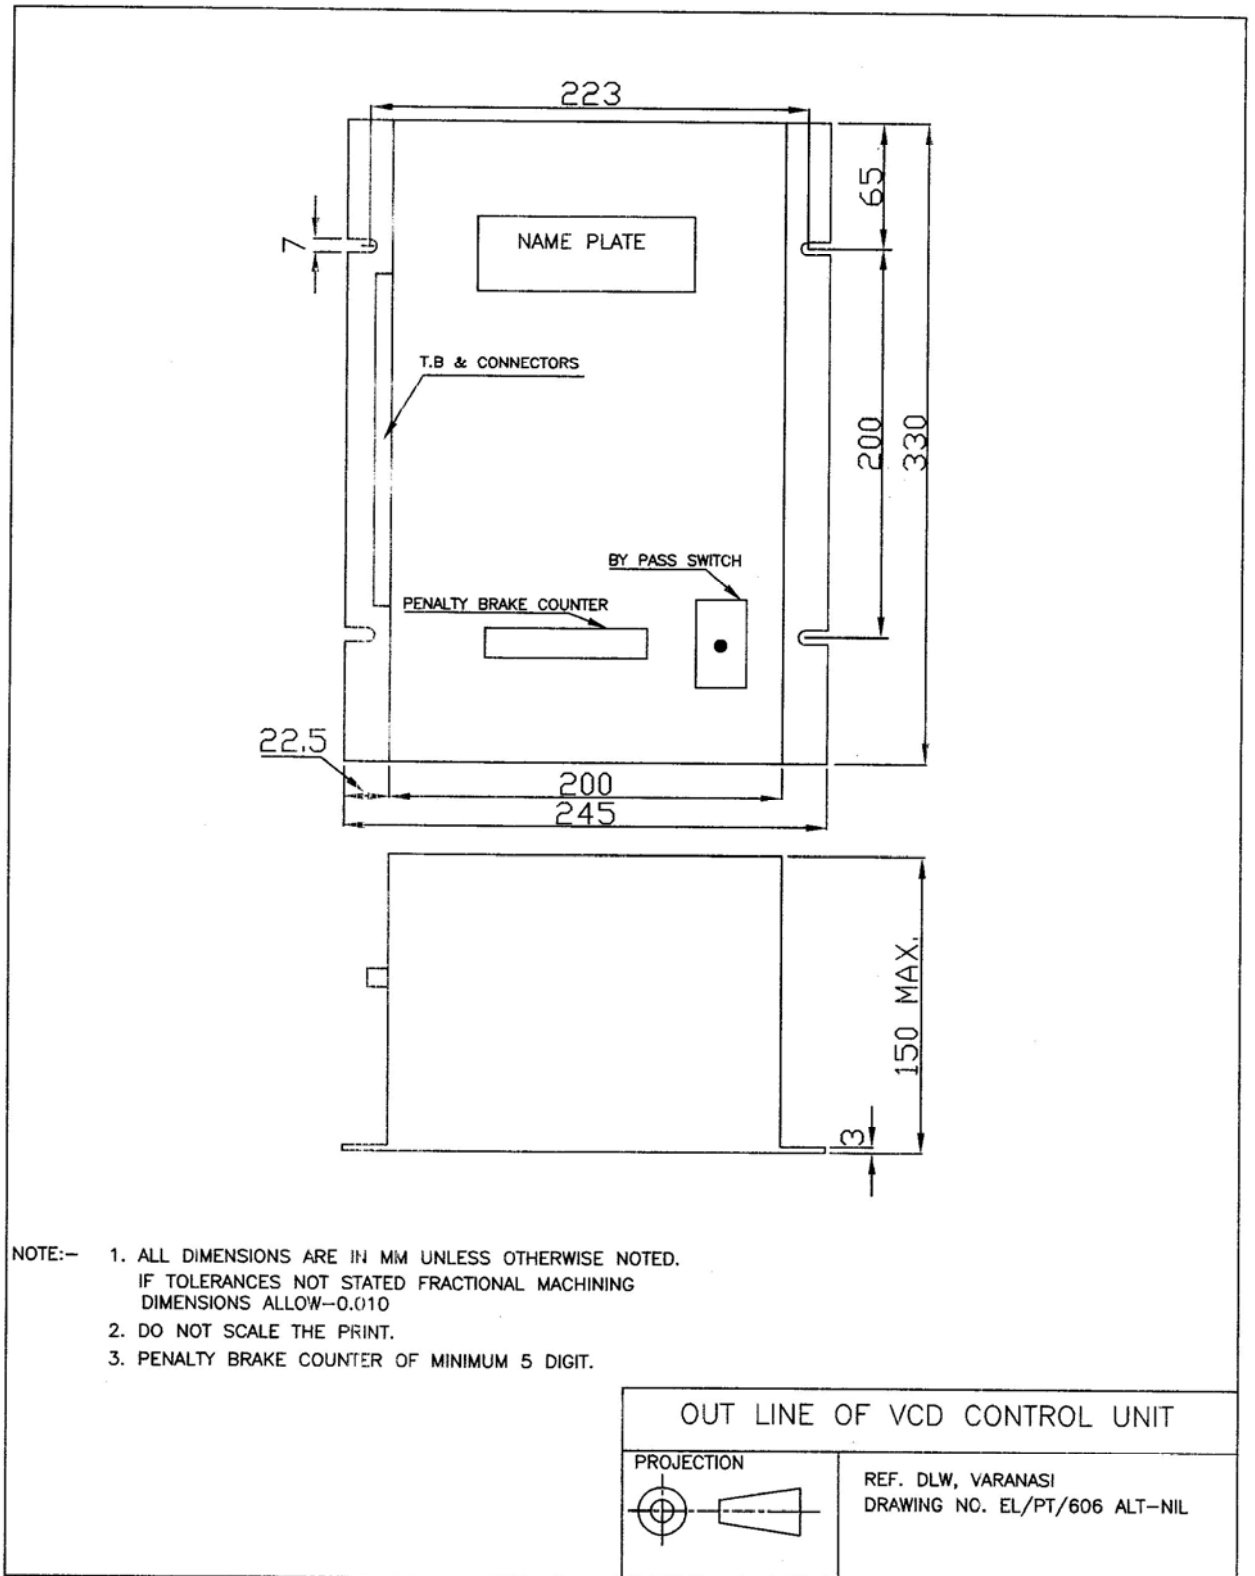 223
65
7
NAME PLATE
T.B & CONNECTORS
200
330
BY PASS SWITCH
PENALTY BRAKE COUNTER
22.5
200
245
150 MAX.
3
NOTE:- 1. ALL DIMENSIONS ARE IN MM UNLESS OTHERWISE NOTED.
IF TOLERANCES NOT STATED FRACTIONAL MACHINING
DIMENSIONS ALLOW-0.010
2. DO NOT SCALE THE PRINT.
3. PENALTY BRAKE COUNTER OF MINIMUM 5 DIGIT.
OUT LINE OF VCD CONTROL UNIT
PROJECTION
REF. DLW, VARANASI
DRAWING NO. EL/PT/606 ALT-NIL